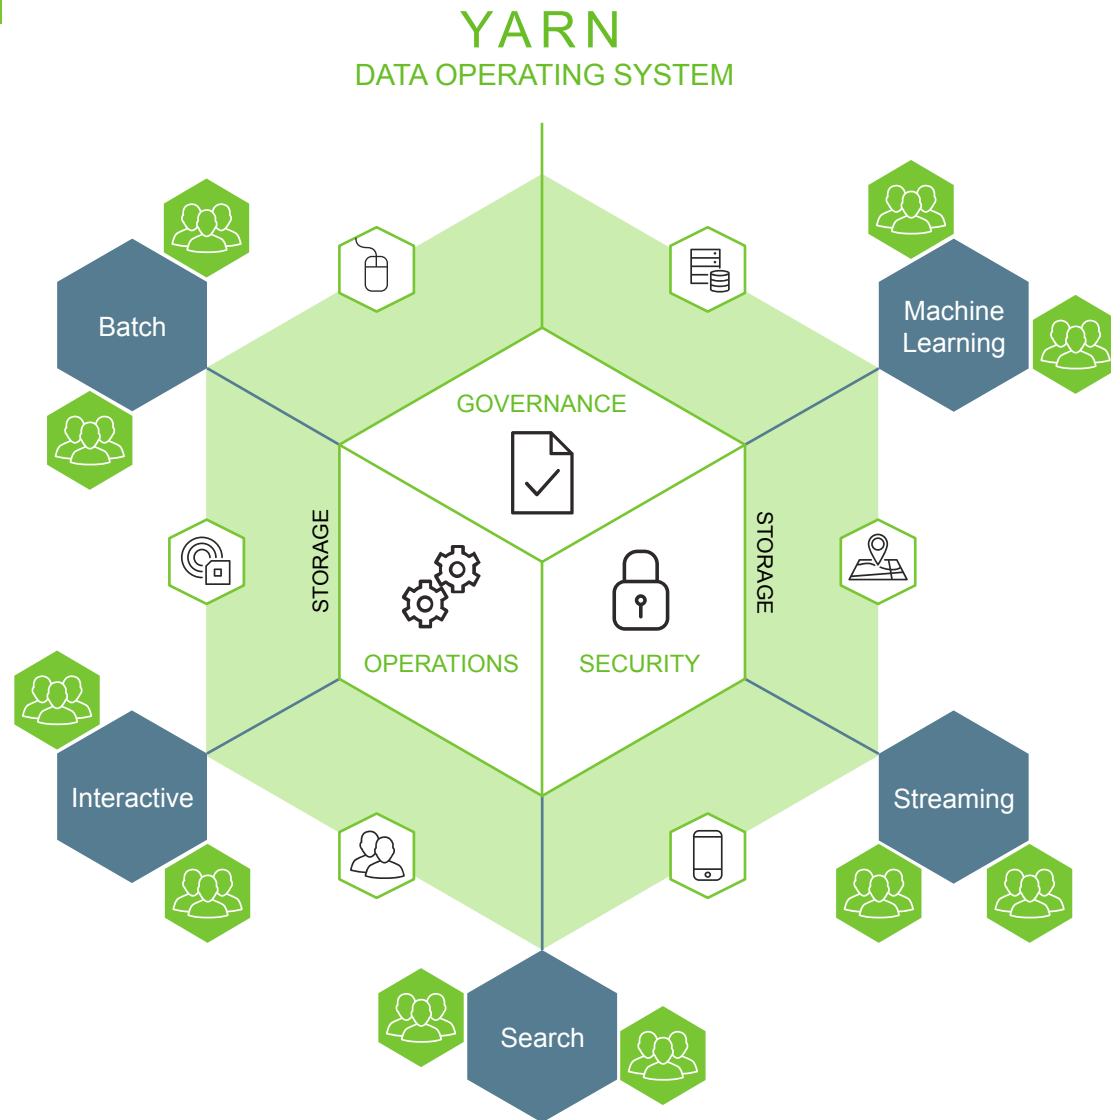 YARN
DATA OPERATING SYSTEM
Batch
Machine
Learning
GOVERNANCE
STORAGE
STORAGE
OPERATIONS
SECURITY
Interactive
Streaming
Search